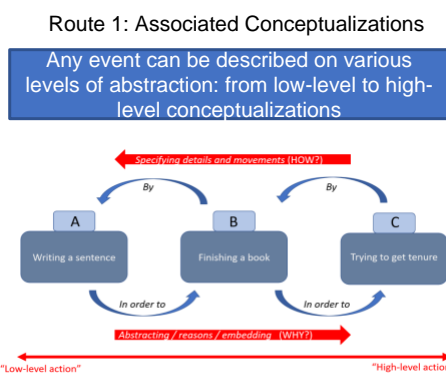 Route 1: Associated Conceptualizations
Any event can be described on various
levels of abstraction: from low-level to high-
level conceptualizations
Specifying details and movements (HOW?)
By
By
A
B
C
Writing a sentence
Finishing a book
Trying to get tenure
In order to
In order to
Abstracting / reasons / embedding (WHY?)
"Low-level action"
"High-level action